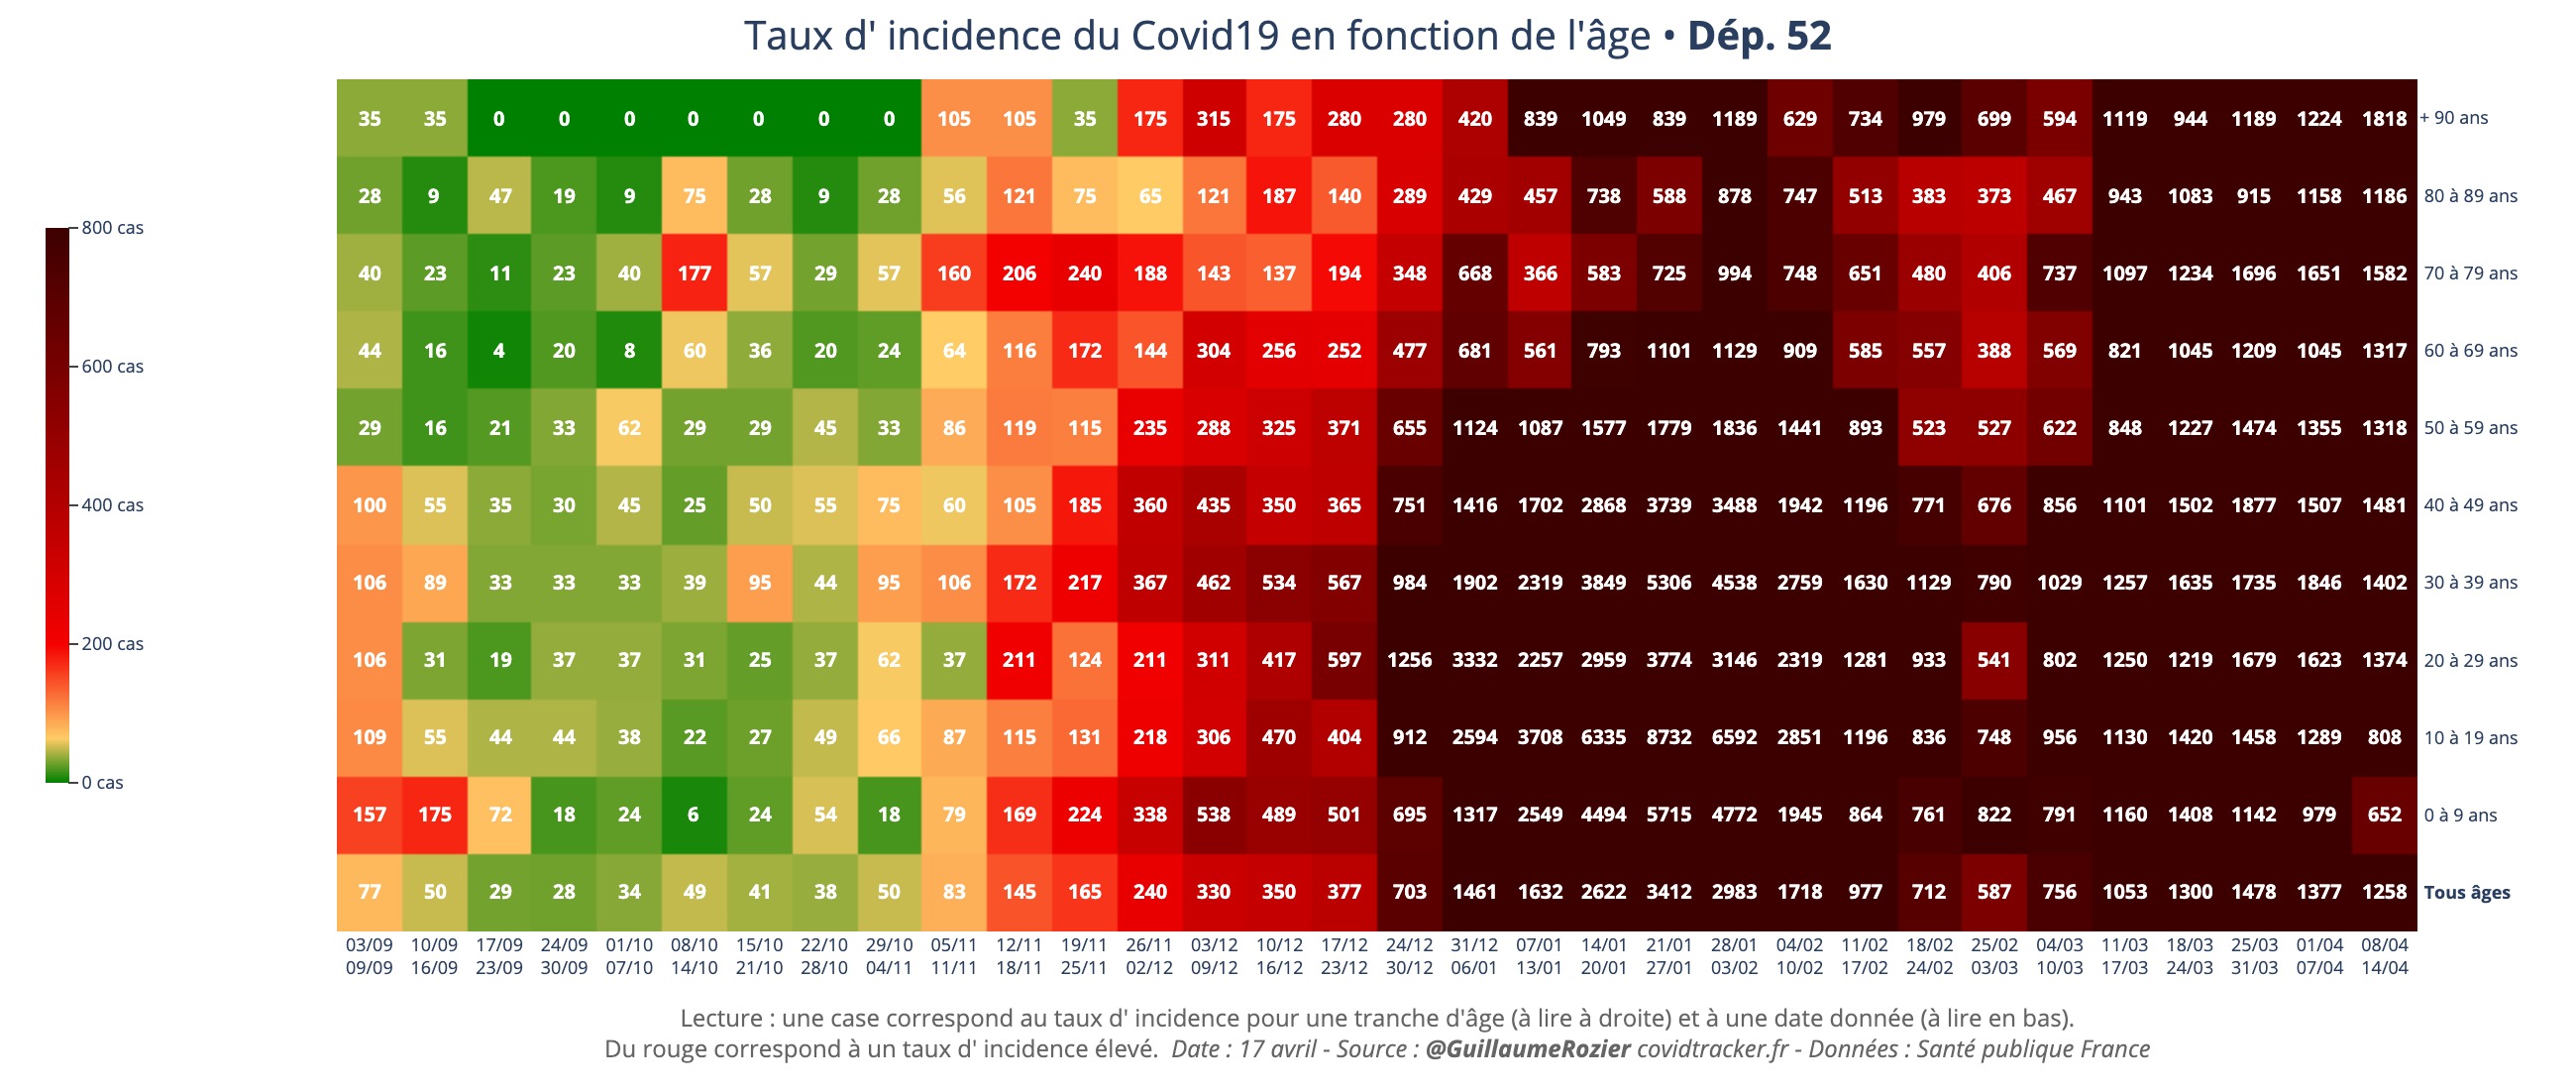 Taux d' incidence du Covid19 en fonction de l'âge • Dép. 52
800 cas
600 cas
400 cas
200 cas
0 cas
35 35 0 0 0 0 0 0 0 105 105 35 175 315 175 280 280 420 839 1049 839 1189 629 734 979 699 594 1119 944 1189 1224 1818 + 90 ans
28 9 47 19 9 75 28 9 28 56 121 75 65 121 187 140 289 429 457 738 588 878 747 513 383 373 467 943 1083 915 1158 1186 80 à 89 ans
40 23 11 23 40 177 57 29 57 160 206 240 188 143 137 194 348 668 366 583 725 994 748 651 480 406 737 1097 1234 1696 1651 1582 70 à 79 ans
44 16 4 20 8 60 36 20 24 64 116 172 144 304 256 252 477 681 561 793 1101 1129 909 585 557 388 569 821 1045 1209 1045 1317 60 à 69 ans
29 16 21 33 62 29 29 45 33 86 119 115 235 288 325 371 655 1124 1087 1577 1779 1836 1441 893 523 527 622 848 1227 1474 1355 1318 50 à 59 ans
100 55 35 30 45 25 50 55 75 60 105 185 360 435 350 365 751 1416 1702 2868 3739 3488 1942 1196 771 676 856 1101 1502 1877 1507 1481 40 à 49 ans
106 89 33 33 33 39 95 44 95 106 172 217 367 462 534 567 984 1902 2319 3849 5306 4538 2759 1630 1129 790 1029 1257 1635 1735 1846 1402 30 à 39 ans
106 31 19 37 37 31 25 37 62 37 211 124 211 311 417 597 1256 3332 2257 2959 3774 3146 2319 1281 933 541 802 1250 1219 1679 1623 1374 20 à 29 ans
109 55 44 44 38 22 27 49 66 87 115 131 218 306 470 404 912 2594 3708 6335 8732 6592 2851 1196 836 748 956 1130 1420 1458 1289 808 10 à 19 ans
157 175 72 18 24 6 24 54 18 79 169 224 338 538 489 501 695 1317 2549 4494 5715 4772 1945 864 761 822 791 1160 1408 1142 979 652 0 à 9 ans
77 50 29 28 34 49 41 38 50 83 145 165 240 330 350 377 703 1461 1632 2622 3412 2983 1718 977 712 587 756 1053 1300 1478 1377 1258 Tous âges
03/09 10/09 17/09 24/09 01/10 08/10 15/10 22/10 29/10 05/11 12/11 19/11 26/11 03/12 10/12 17/12 24/12 31/12 07/01 14/01 21/01 28/01 04/02 11/02 18/02 25/02 04/03 11/03 18/03 25/03 01/04 08/04
09/09 16/09 23/09 30/09 07/10 14/10 21/10 28/10 04/11 11/11 18/11 25/11 02/12 09/12 16/12 23/12 30/12 06/01 13/01 20/01 27/01 03/02 10/02 17/02 24/02 03/03 10/03 17/03 24/03 31/03 07/04 14/04
Lecture : une case correspond au taux d' incidence pour une tranche d'âge (à lire à droite) et à une date donnée (à lire en bas).
Du rouge correspond à un taux d' incidence élevé. Date : 17 avril - Source : @GuillaumeRozier covidtracker.fr - Données : Santé publique France